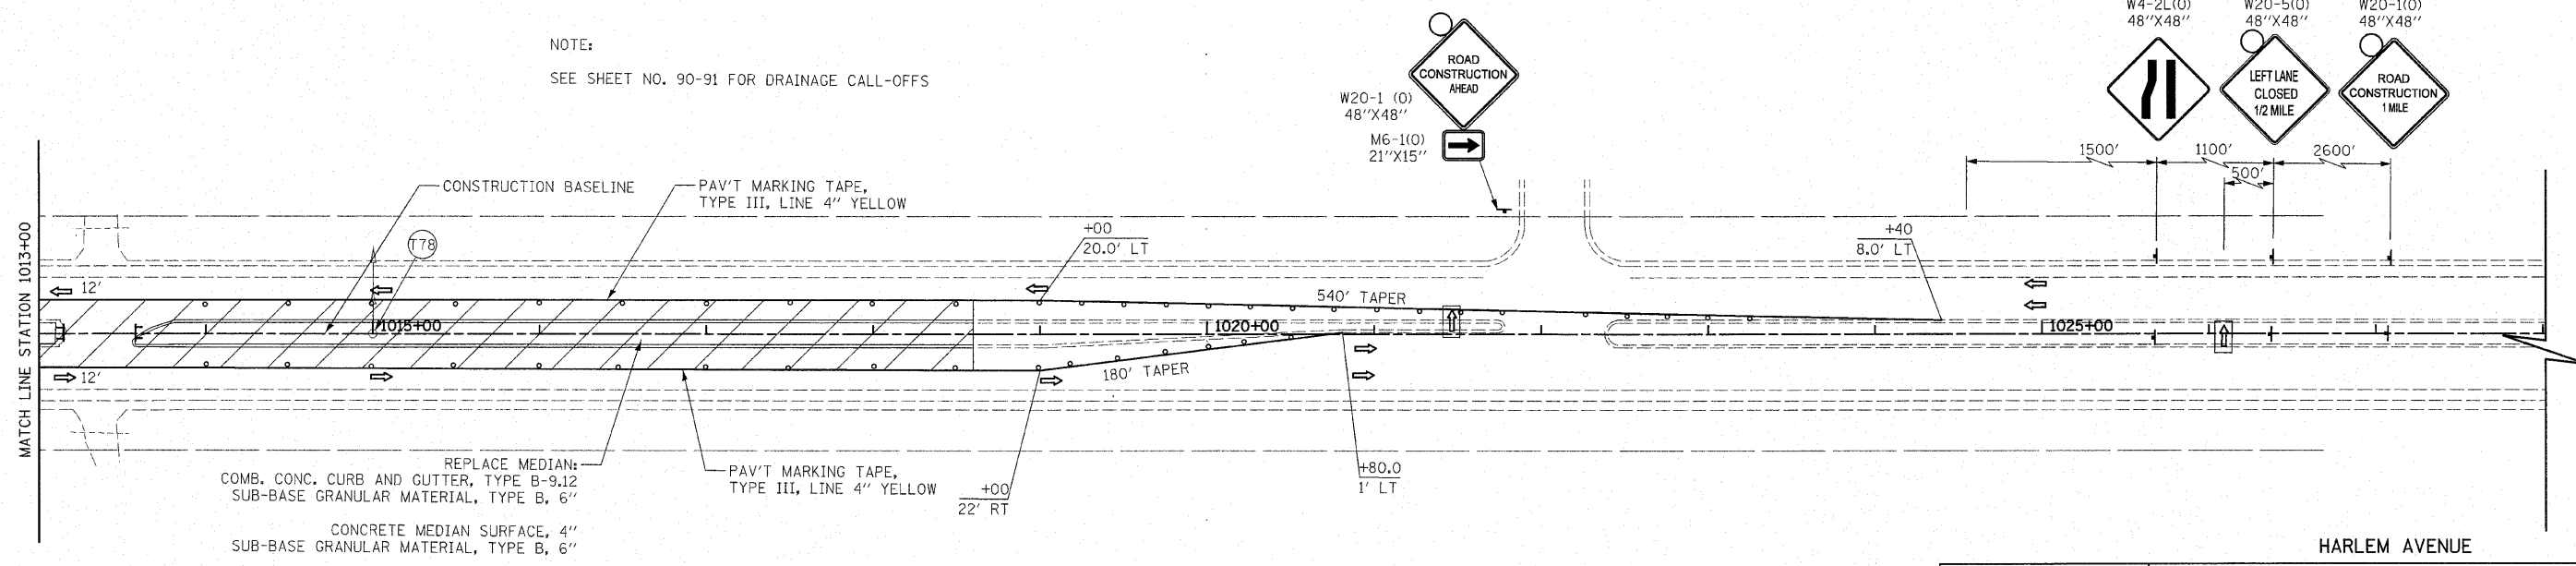 W4-2L(O)
48"X48"
W20-5(O)
48"X48"
W20-1(O)
48"X48"
NOTE:
SEE SHEET NO. 90-91 FOR DRAINAGE CALL-OFFS
ROAD
CONSTRUCTION
AHEAD
W20-1 (O)
48"X48"
M6-1(O)
21"X15"
LEFT LANE
CLOSED
1/2 MILE
ROAD
CONSTRUCTION
1 MILE
1500'
1100'
2600'
500'
CONSTRUCTION BASELINE
PAV'T MARKING TAPE,
TYPE III, LINE 4" YELLOW
T78
+00
20.0' LT
+40
8.0' LT
MATCH LINE STATION 1013+00
12'
540' TAPER
1015+00
1020+00
1025+00
12'
180' TAPER
REPLACE MEDIAN:
COMB. CONC. CURB AND GUTTER, TYPE B-9.12
SUB-BASE GRANULAR MATERIAL, TYPE B, 6"
CONCRETE MEDIAN SURFACE, 4"
SUB-BASE GRANULAR MATERIAL, TYPE B, 6"
PAV'T MARKING TAPE,
TYPE III, LINE 4" YELLOW
+00
22' RT
+80.0
1' LT
HARLEM AVENUE